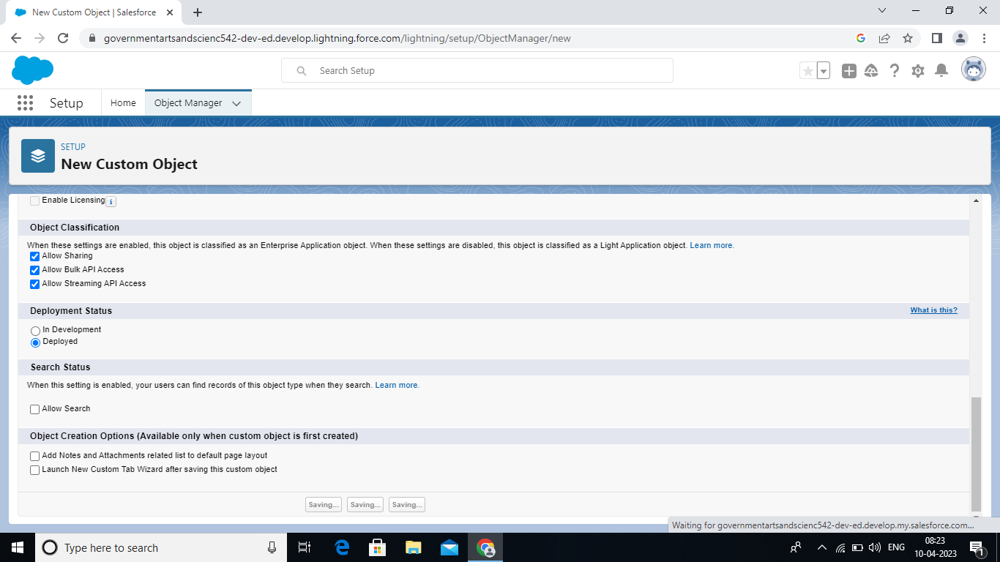 New Custom Object | Salesforce
governmentartsandscienc542-dev-ed.develop.lightning.force.com/lightning/setup/ObjectManager/new
Search Setup
Setup
Home
Object Manager
SETUP
New Custom Object
Enable Licensing i
Object Classification
When these settings are enabled, this object is classified as an Enterprise Application object. When these settings are disabled, this object is classified as a Light Application object. Learn more.
Allow Sharing
Allow Bulk API Access
Allow Streaming API Access
Deployment Status
What is this?
In Development
Deployed
Search Status
When this setting is enabled, your users can find records of this object type when they search. Learn more.
Allow Search
Object Creation Options (Available only when custom object is first created)
Add Notes and Attachments related list to default page layout
Launch New Custom Tab Wizard after saving this custom object
Saving... Saving... Saving...
Waiting for governmentartsandscienc542-dev-ed.develop.my.salesforce.com...
Type here to search
ENG
08:23
10-04-2023
1